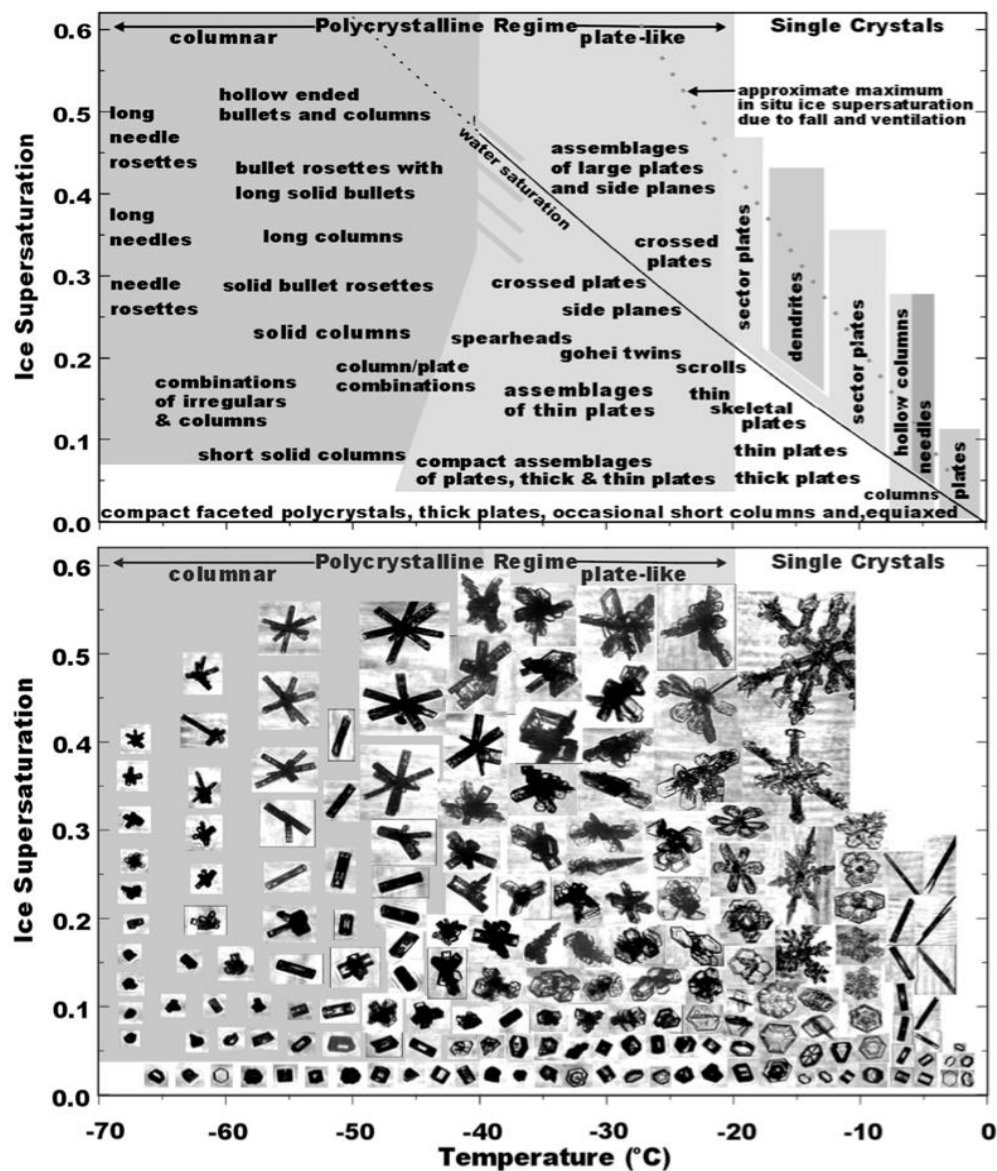 Polycrystalline Regime
Single Crystals
columnar
plate-like
approximate maximum
in situ ice supersaturation
due to fall and ventilation
hollow ended
bullets and columns
long
needle
rosettes
bullet rosettes with
long solid bullets
long
needles
long columns
needle
rosettes
solid bullet rosettes
solid columns
combinations
of irregulars
& columns
column/plate
combinations
short solid columns
water saturation
assemblages
of large plates
and side planes
crossed
plates
crossed plates
side planes
spearheads
gohei twins
scrolls
assemblages
of thin plates
thin
skeletal
plates
compact assemblages
of plates, thick & thin plates
thin plates
thick plates
sector plates
dendrites
sector plates
hollow columns
needles
plates
columns
compact faceted polycrystals, thick plates, occasional short columns and,equiaxed
Ice Supersaturation
0.6
0.5
0.4
0.3
0.2
0.1
0.0
Polycrystalline Regime
Single Crystals
columnar
plate-like
Ice Supersaturation
0.6
0.5
0.4
0.3
0.2
0.1
0.0
-70 -60 -50 -40 -30 -20 -10 0
Temperature (°C)